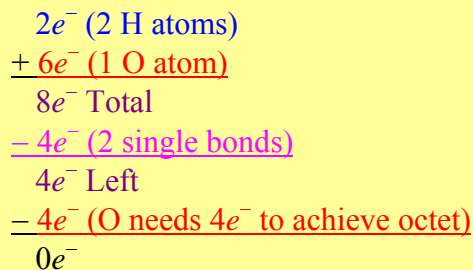 2e⁻ (2 H atoms)
+ 6e⁻ (1 O atom)
8e⁻ Total
– 4e⁻ (2 single bonds)
4e⁻ Left
– 4e⁻ (O needs 4e⁻ to achieve octet)
0e⁻